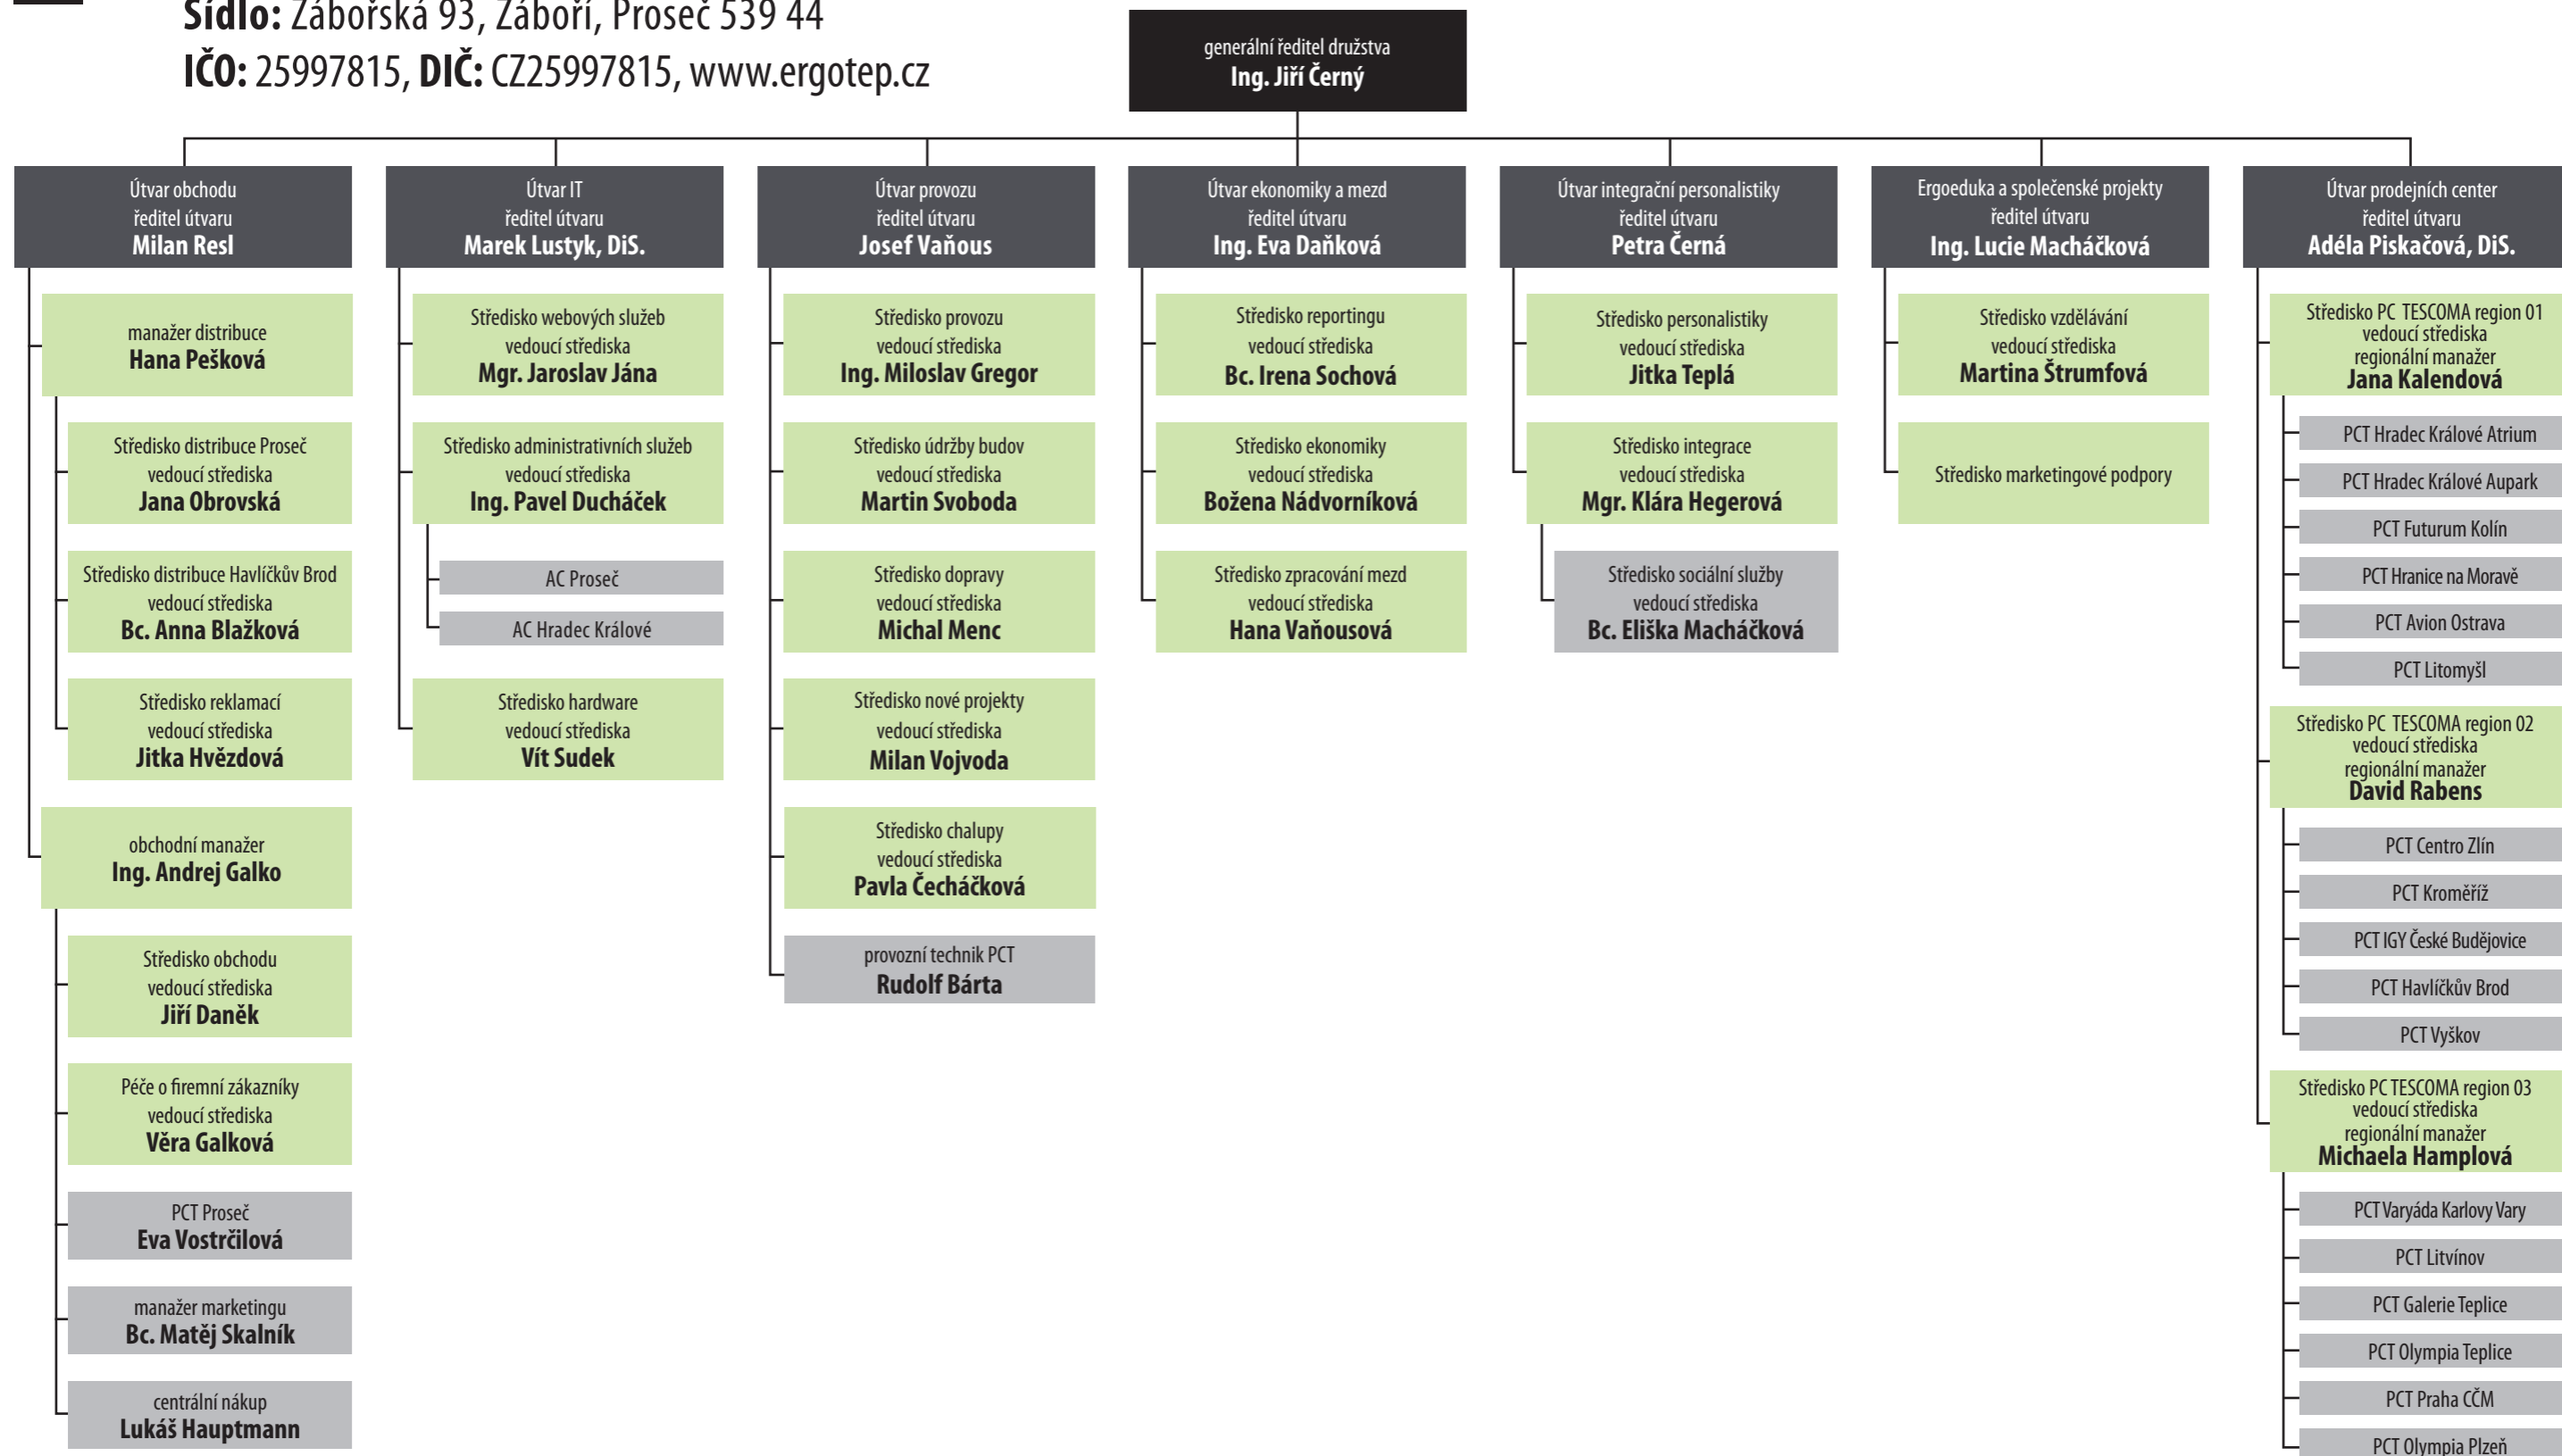 Sídlo: Zábořská 93, Záboří, Proseč 539 44
IČO: 25997815, DIČ: CZ25997815, www.ergotep.cz
generální ředitel družstva
Ing. Jiří Černý
Útvar obchodu
ředitel útvaru
Milan Resl
manažer distribuce
Hana Pešková
Středisko distribuce Proseč
vedoucí střediska
Jana Obrovská
Středisko distribuce Havlíčkův Brod
vedoucí střediska
Bc. Anna Blažková
Středisko reklamací
vedoucí střediska
Jitka Hvězdová
obchodní manažer
Ing. Andrej Galko
Středisko obchodu
vedoucí střediska
Jiří Daněk
Péče o firemní zákazníky
vedoucí střediska
Věra Galková
PCT Proseč
Eva Vostrčilová
manažer marketingu
Bc. Matěj Skalník
centrální nákup
Lukáš Hauptmann
Útvar IT
ředitel útvaru
Marek Lustyk, DiS.
Středisko webových služeb
vedoucí střediska
Mgr. Jaroslav Jána
Středisko administrativních služeb
vedoucí střediska
Ing. Pavel Ducháček
AC Proseč
AC Hradec Králové
Středisko hardware
vedoucí střediska
Vít Sudek
Útvar provozu
ředitel útvaru
Josef Vaňous
Středisko provozu
vedoucí střediska
Ing. Miloslav Gregor
Středisko údržby budov
vedoucí střediska
Martin Svoboda
Středisko dopravy
vedoucí střediska
Michal Menc
Středisko nové projekty
vedoucí střediska
Milan Vojvoda
Středisko chalupy
vedoucí střediska
Pavla Čecháčková
provozní technik PCT
Rudolf Bárta
Útvar ekonomiky a mezd
ředitel útvaru
Ing. Eva Daňková
Středisko reportingu
vedoucí střediska
Bc. Irena Sochová
Středisko ekonomiky
vedoucí střediska
Božena Nádvorníková
Středisko zpracování mezd
vedoucí střediska
Hana Vaňousová
Útvar integrační personalistiky
ředitel útvaru
Petra Černá
Středisko personalistiky
vedoucí střediska
Jitka Teplá
Středisko integrace
vedoucí střediska
Mgr. Klára Hegerová
Středisko sociální služby
vedoucí střediska
Bc. Eliška Macháčková
Ergoeduka a společenské projekty
ředitel útvaru
Ing. Lucie Macháčková
Středisko vzdělávání
vedoucí střediska
Martina Štrumfová
Středisko marketingové podpory
Útvar prodejních center
ředitel útvaru
Adéla Piskačová, DiS.
Středisko PC TESCOMA region 01
vedoucí střediska
regionální manažer
Jana Kalendová
PCT Hradec Králové Atrium
PCT Hradec Králové Aupark
PCT Futurum Kolín
PCT Hranice na Moravě
PCT Avion Ostrava
PCT Litomyšl
Středisko PC TESCOMA region 02
vedoucí střediska
regionální manažer
David Rabens
PCT Centro Zlín
PCT Kroměříž
PCT IGY České Budějovice
PCT Havlíčkův Brod
PCT Vyškov
Středisko PC TESCOMA region 03
vedoucí střediska
regionální manažer
Michaela Hamplová
PCT Varyáda Karlovy Vary
PCT Litvínov
PCT Galerie Teplice
PCT Olympia Teplice
PCT Praha CČM
PCT Olympia Plzeň